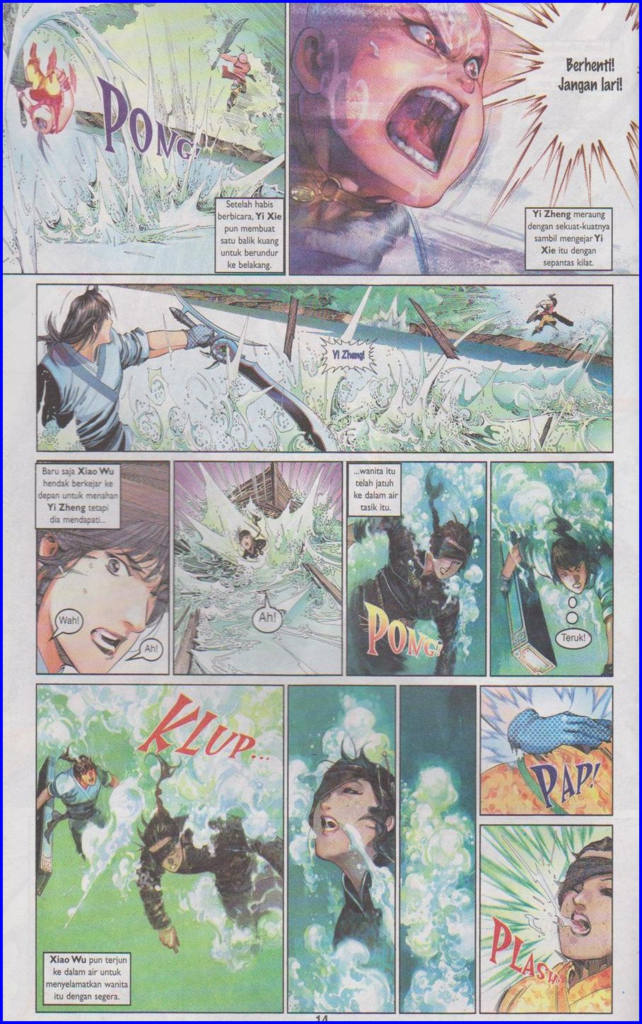 PONG!
Setelah habis
berbicara, Yi Xie
pun membuat
satu balik kuang
untuk berundur
ke belakang.
Berhenti!
Jangan lari!
Yi Zheng meraung
dengan sekuat-kuatnya
sambil mengejar Yi
Xie itu dengan
sepantas kilat.
Yi Zheng!
Baru saja Xiao Wu
hendak berkejar ke
depan untuk menahan
Yi Zheng tetapi
dia mendapati...
Wah!
Ah!
Ah!
...wanita itu
telah jatuh
ke dalam air
tasik itu.
PONG!
Teruk!
KLUP...
Xiao Wu pun terjun
ke dalam air untuk
menyelamatkan wanita
itu dengan segera.
PAP!
PLASH!
14